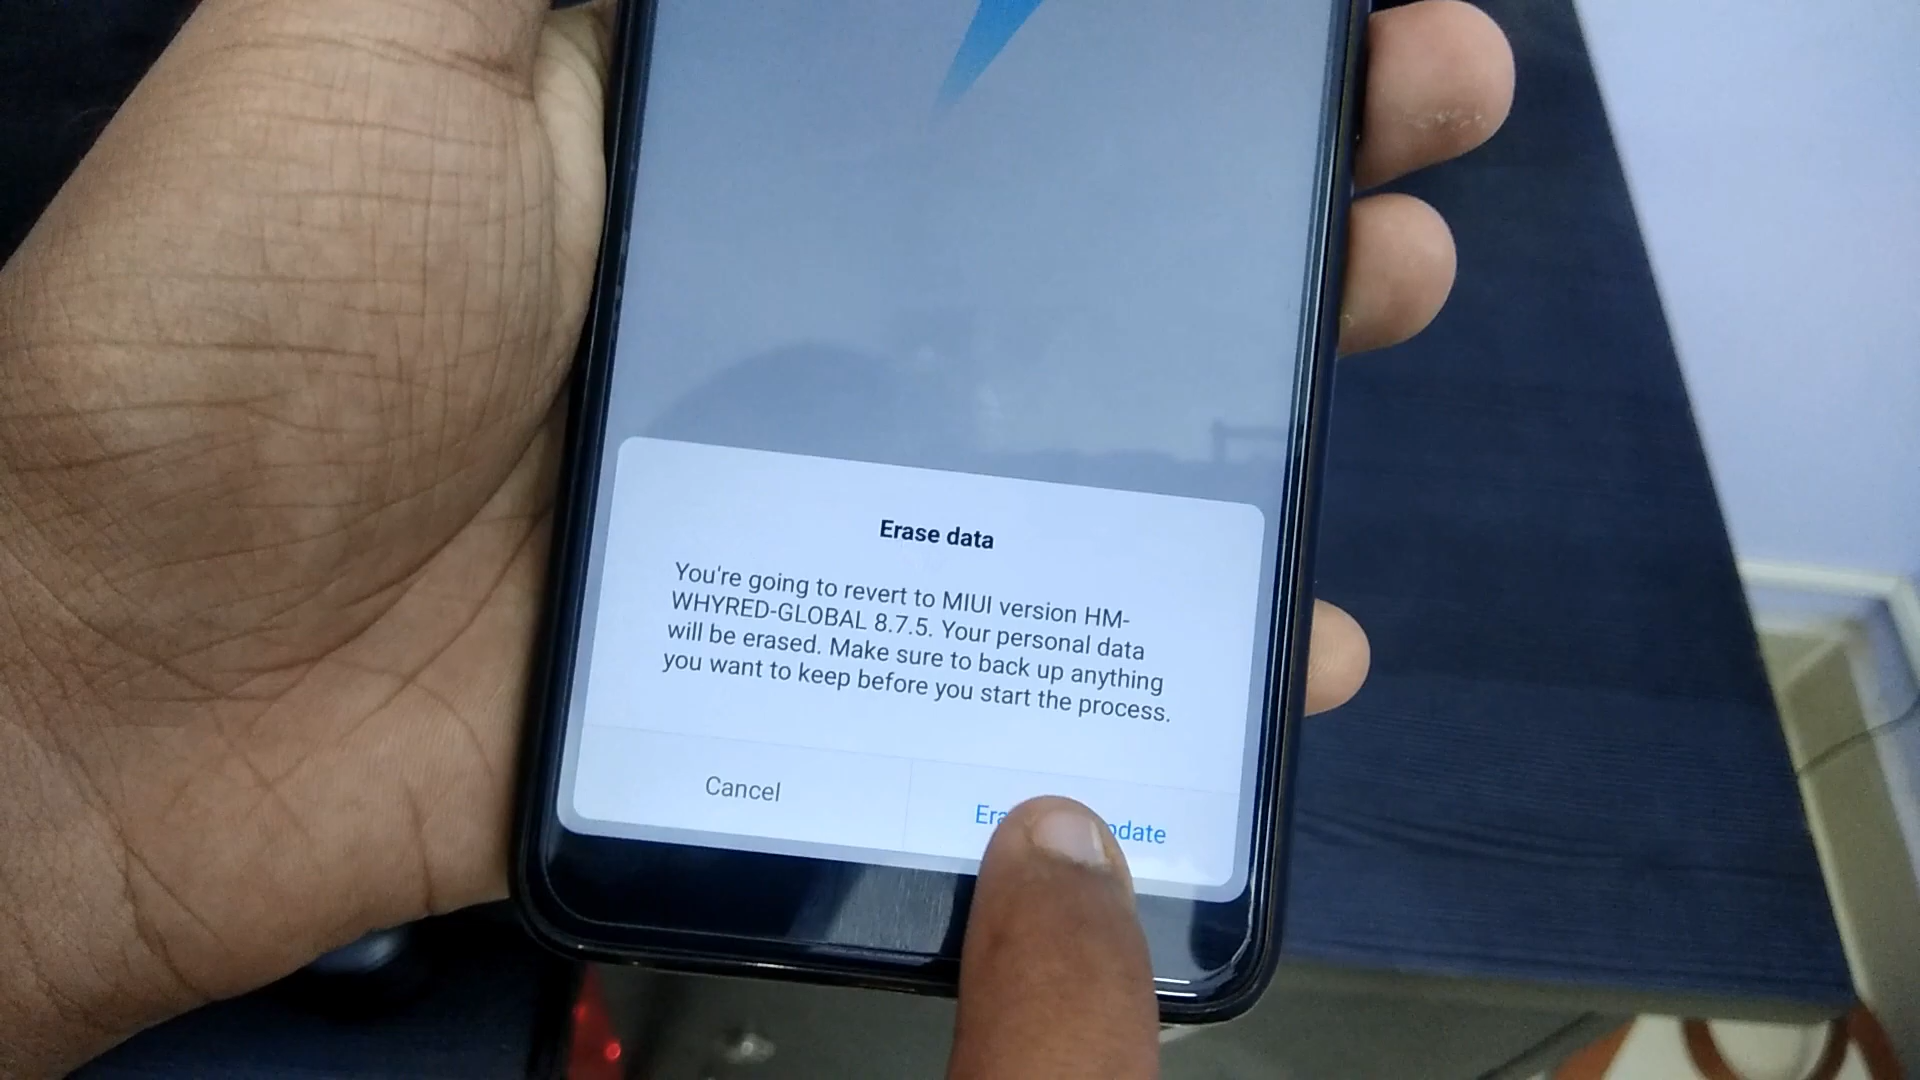 Erase data
You're going to revert to MIUI version HM-
WHYRED-GLOBAL 8.7.5. Your personal data
will be erased. Make sure to back up anything
you want to keep before you start the process.
Cancel